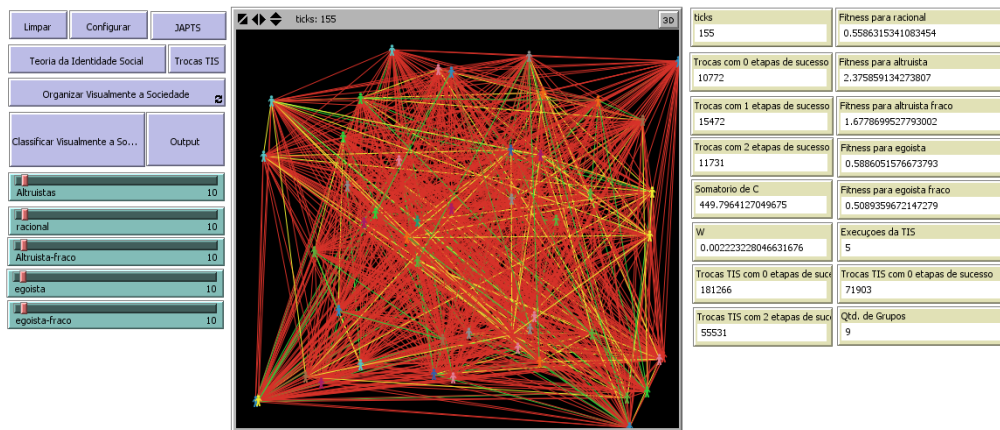 Limpar
Configurar
JAPTS
Teoria da Identidade Social
Trocas TIS
Organizar Visualmente a Sociedade
Classificar Visualmente a So...
Output
Altruistas 10
racional 10
Altruista-fraco 10
egoista 10
egoista-fraco 10
ticks: 155
3D
ticks
155
Fitness para racional
0.5586315341083454
Trocas com 0 etapas de sucesso
10772
Fitness para altruista
2.375859134273807
Trocas com 1 etapas de sucesso
15472
Fitness para altruista fraco
1.6778699527793002
Trocas com 2 etapas de sucesso
11731
Fitness para egoista
0.5886051576673793
Somatorio de C
449.7964127049675
Fitness para egoista fraco
0.5089359672147279
W
0.002223228046631676
Execuçoes da TIS
5
Trocas TIS com 0 etapas de suce
181266
Trocas TIS com 0 etapas de sucesso
71903
Trocas TIS com 2 etapas de suc
55531
Qtd. de Grupos
9